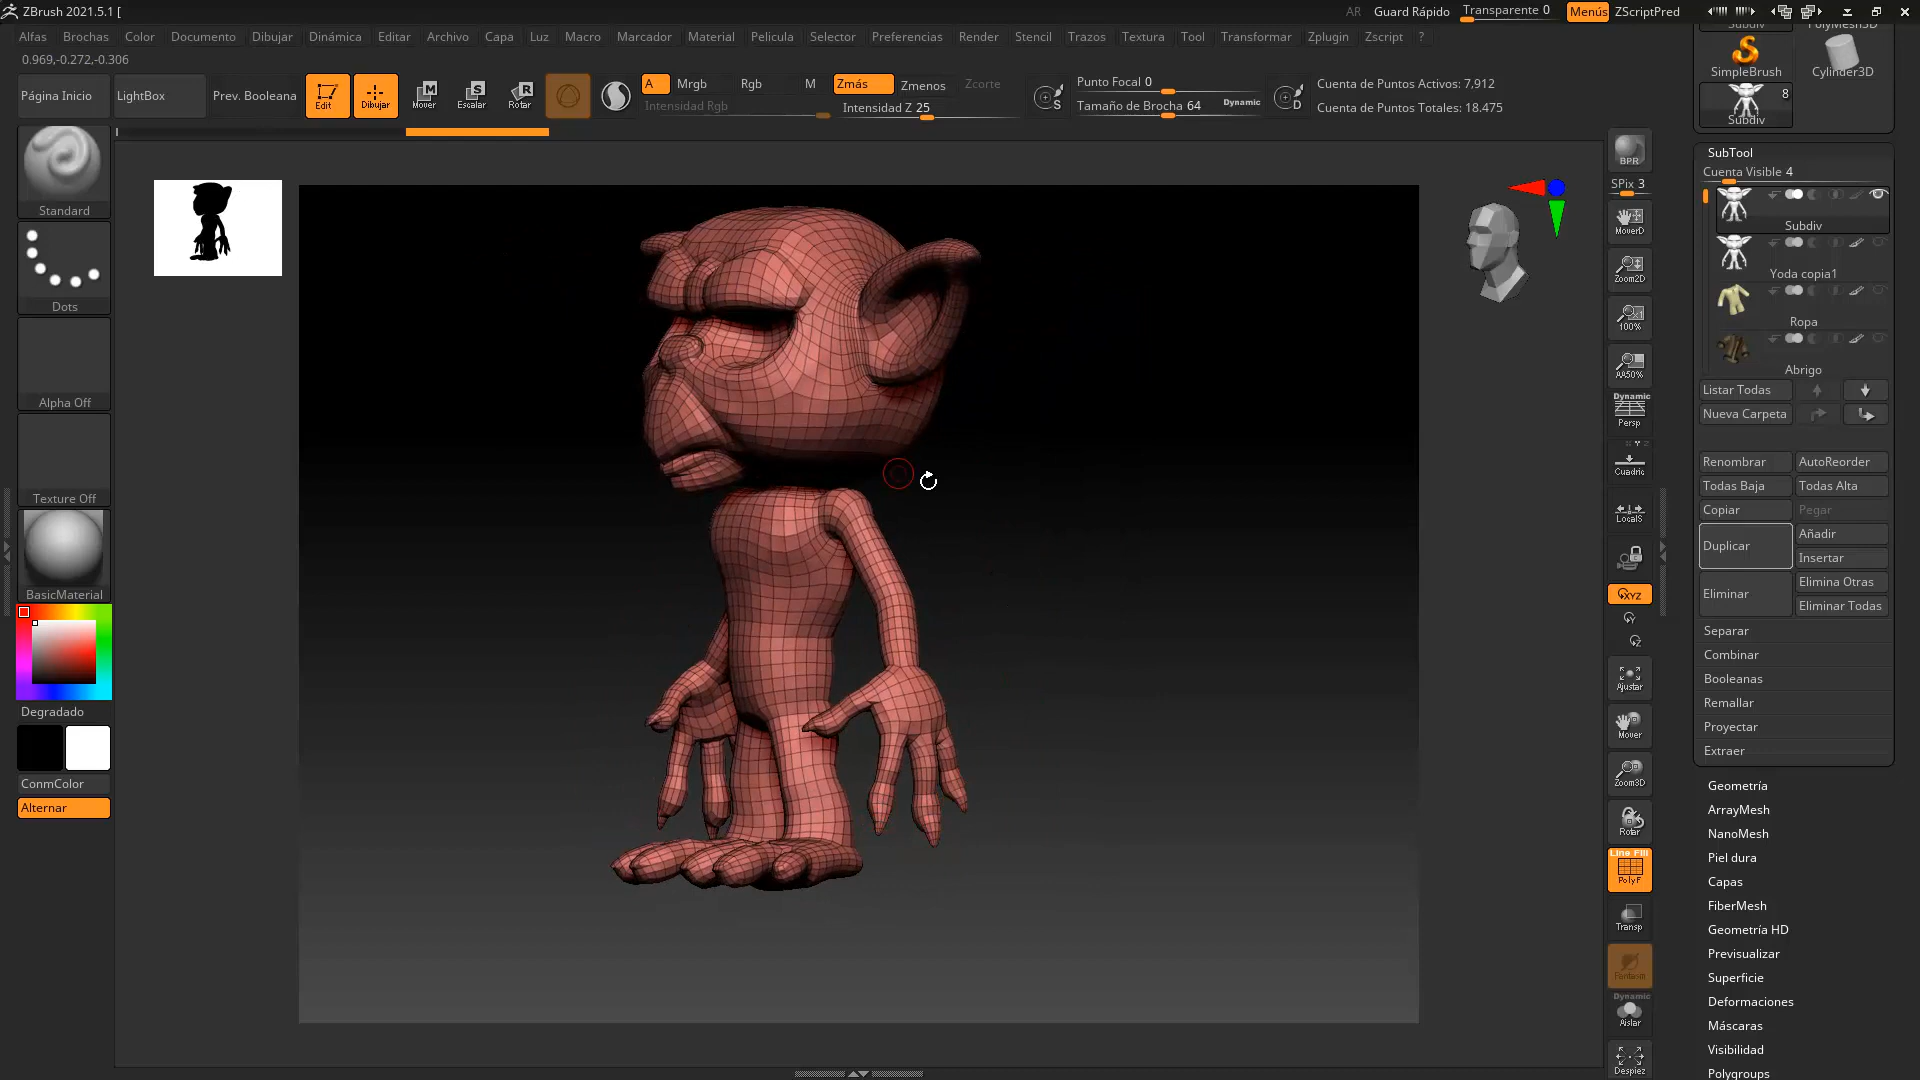 ZBrush 2021.5.1 [
AR Guard Rápido Transparente 0 Menús ZScriptPred
Alfas Brochas Color Documento Dibujar Dinámica Editar Archivo Capa Luz Macro Marcador Material Pelicula Selector Preferencias Render Stencil Trazos Textura Tool Transformar Zplugin Zscript ?
0.969,-0.272,-0.306
Página Inicio LightBox Prev. Booleana Edit Dibujar Mover Escalar Rotar
A Mrgb Rgb M Zmás Zmenos Zcorte
Intensidad Rgb Intensidad Z 25
Punto Focal 0
Tamaño de Brocha 64 Dynamic
Cuenta de Puntos Activos: 7,912
Cuenta de Puntos Totales: 18.475
Standard
Dots
Alpha Off
Texture Off
BasicMaterial
Degradado
ConmColor
Alternar
BPR
SPix 3
MoverD
Zoom2D
100%
AA50%
Dynamic
Persp
Cuadric
LocalS
XYZ
Ajustar
Mover
Zoom3D
Rotar
Line Fill
PolyF
Transp
Fantasm
Dynamic
Aislar
Despiez
PolyMesh3D
SimpleBrush
Cylinder3D
8
Subdiv
SubTool
Cuenta Visible 4
Subdiv
Yoda copia1
Ropa
Abrigo
Listar Todas
Nueva Carpeta
Renombrar AutoReorder
Todas Baja Todas Alta
Copiar Pegar
Duplicar Añadir
Insertar
Eliminar Elimina Otras
Eliminar Todas
Separar
Combinar
Booleanas
Remallar
Proyectar
Extraer
Geometría
ArrayMesh
NanoMesh
Piel dura
Capas
FiberMesh
Geometría HD
Previsualizar
Superficie
Deformaciones
Máscaras
Visibilidad
Polygroups